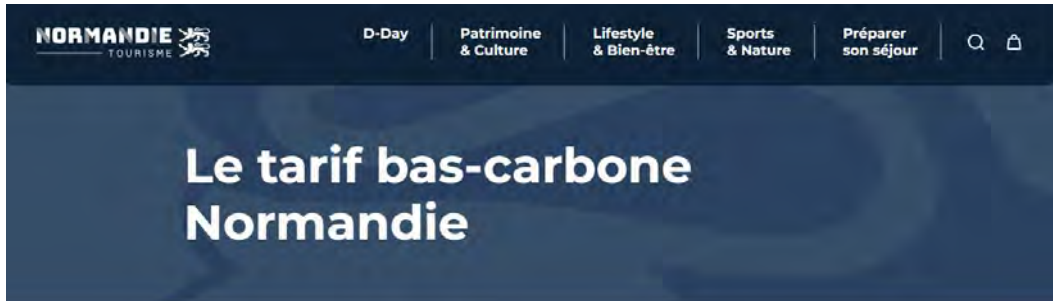 NORMANDIE
TOURISME
D-Day
Patrimoine
& Culture
Lifestyle
& Bien-être
Sports
& Nature
Préparer
son séjour
Le tarif bas-carbone
Normandie